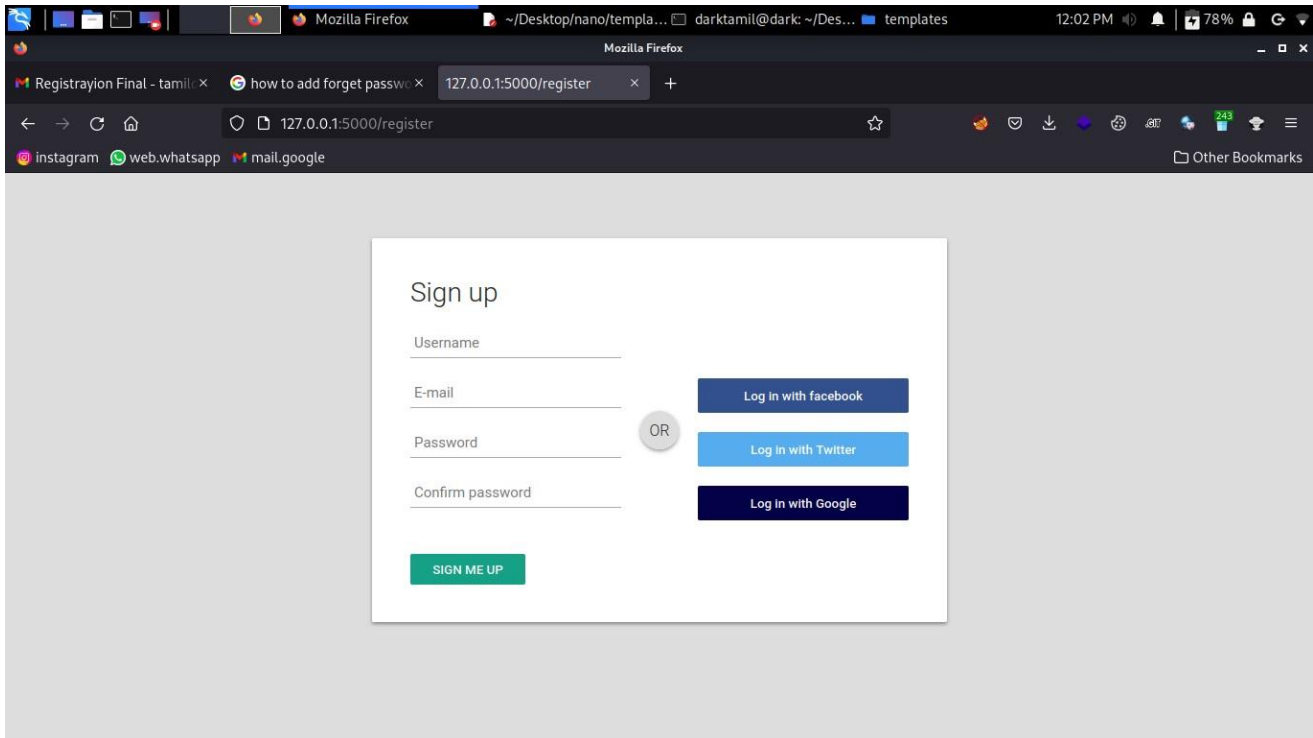 Mozilla Firefox ~/Desktop/nano/templa... darktamil@dark: ~/Des... templates 12:02 PM 78%
Mozilla Firefox
Registrayion Final - tamil how to add forget passwo 127.0.0.1:5000/register
127.0.0.1:5000/register 243
instagram web.whatsapp mail.google Other Bookmarks
Sign up
Username
E-mail
Password
Confirm password
SIGN ME UP
OR
Log in with facebook
Log in with Twitter
Log in with Google